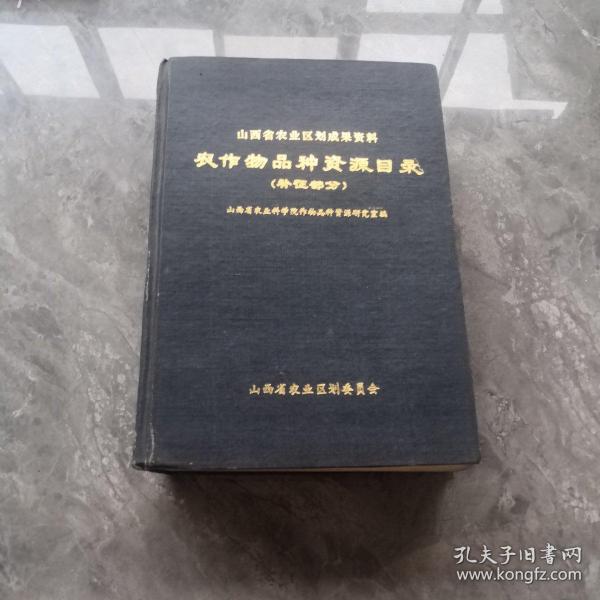 山西省农业区划成果资料
农作物品种资源目录
(补征部分)
山西省农业科学院作物品种资源研究室编
山西省农业区划委员会
孔夫子旧书网
www.kongfz.com